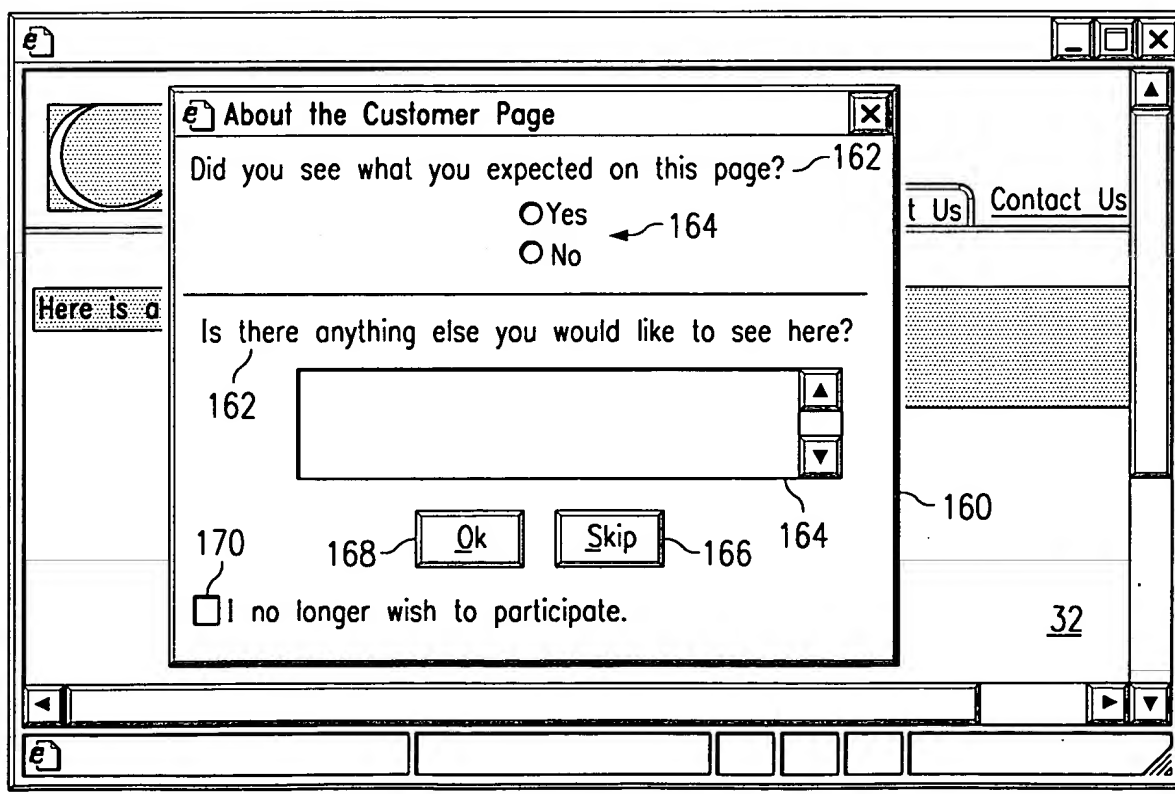 About the Customer Page
Did you see what you expected on this page? 162
Yes
No
164
t Us
Contact Us
Here is a
Is there anything else you would like to see here?
162
164
160
170
168
Ok
Skip
166
I no longer wish to participate.
32